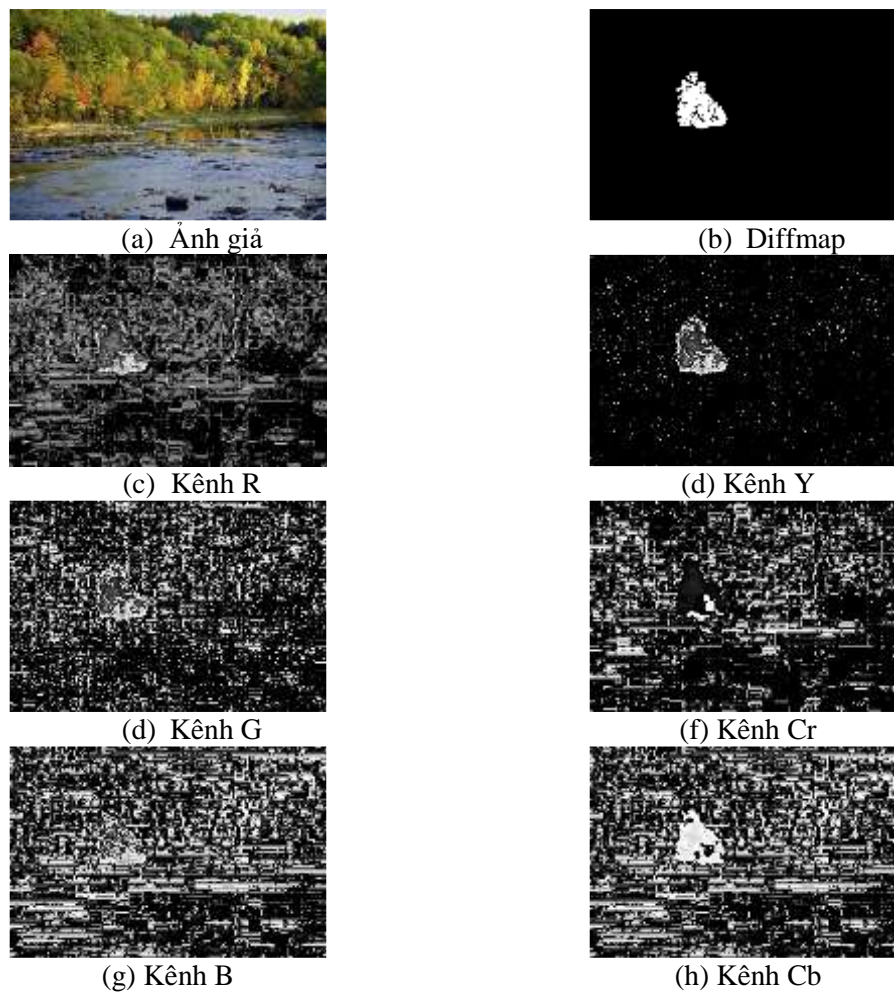 (a) Ảnh giả
(b) Diffmap
(c) Kênh R
(d) Kênh Y
(d) Kênh G
(f) Kênh Cr
(g) Kênh B
(h) Kênh Cb